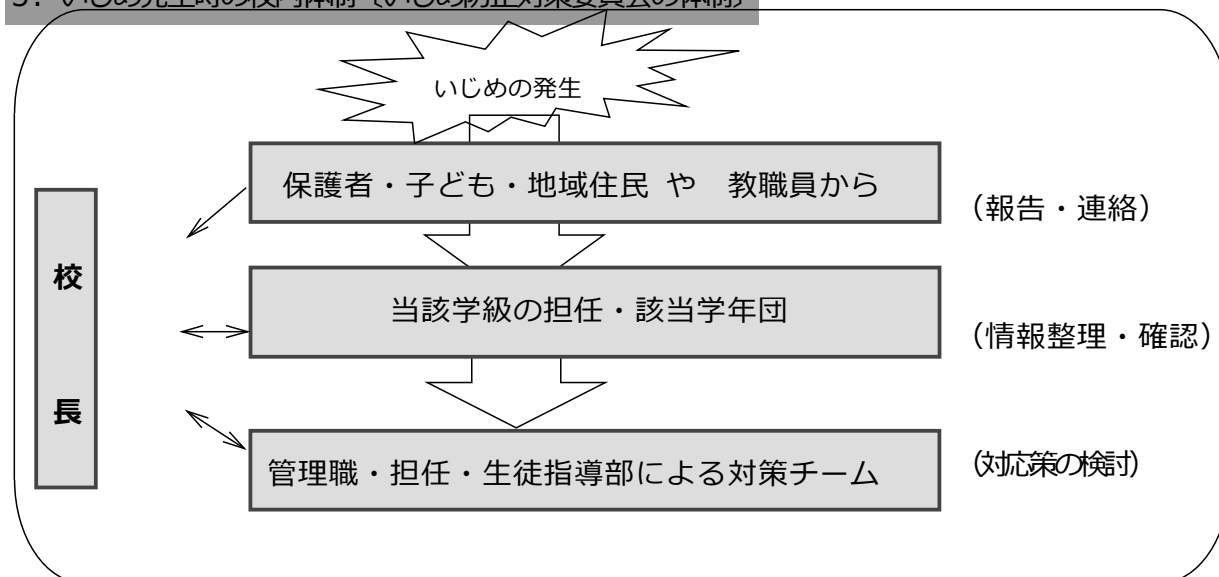 いじめ発生時の校内体制（いじめ防止対策委員会の体制）
いじめの発生
保護者・子ども・地域住民 や　教職員から
（報告・連絡）
校
長
当該学級の担任・該当学年団
（情報整理・確認）
管理職・担任・生徒指導部による対策チーム
（対応策の検討）